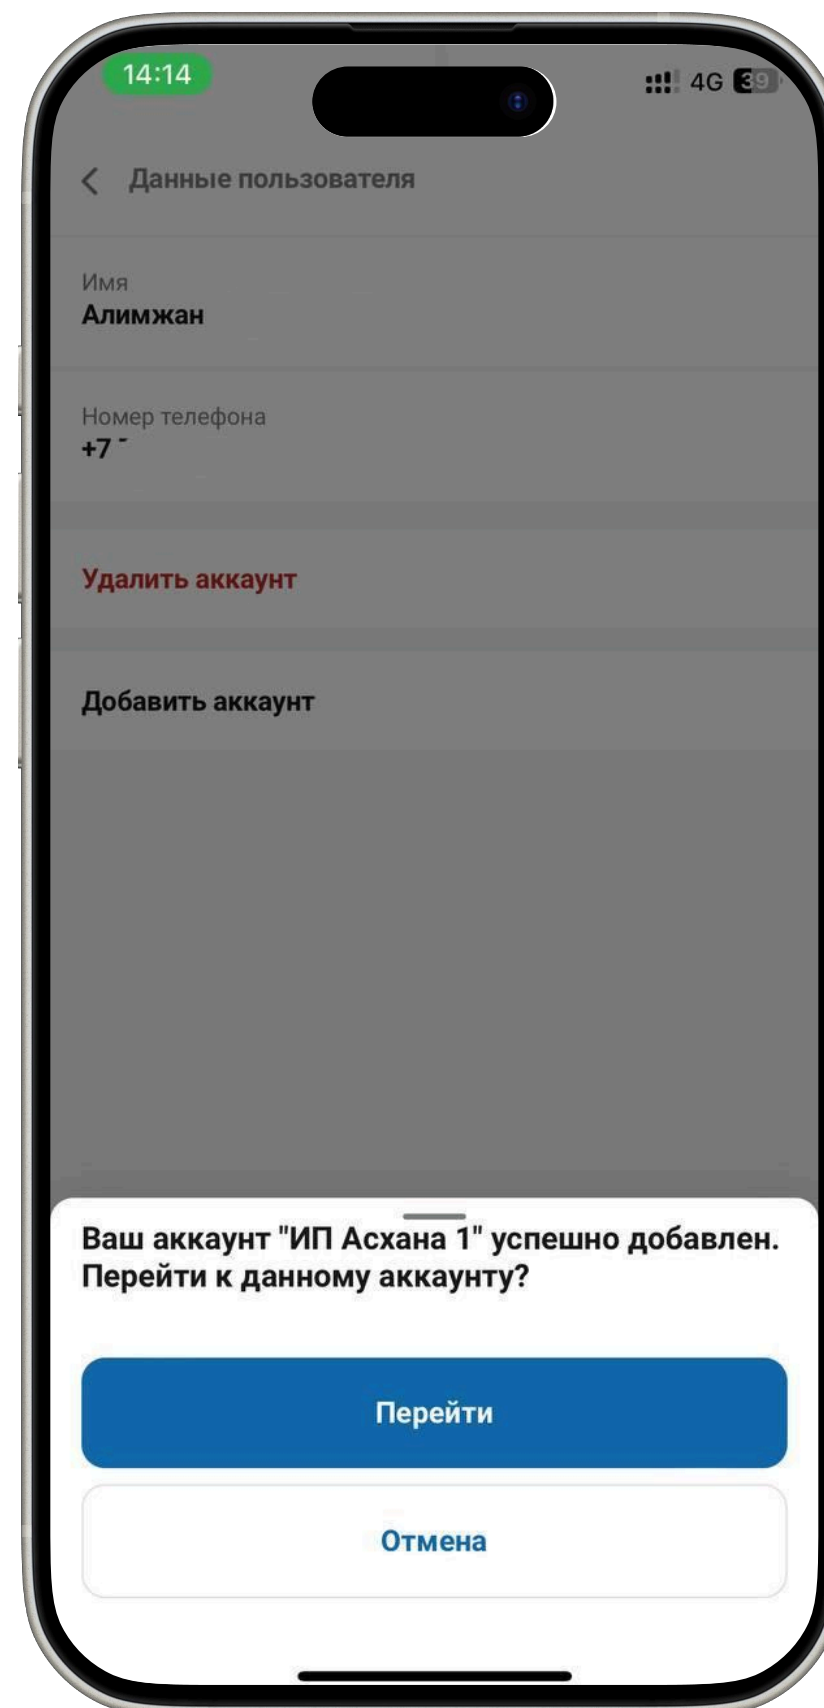 14:14
4G 39
Данные пользователя
Имя
Алимжан
Номер телефона
+7
Удалить аккаунт
Добавить аккаунт
Ваш аккаунт "ИП Асхана 1" успешно добавлен.
Перейти к данному аккаунту?
Перейти
Отмена